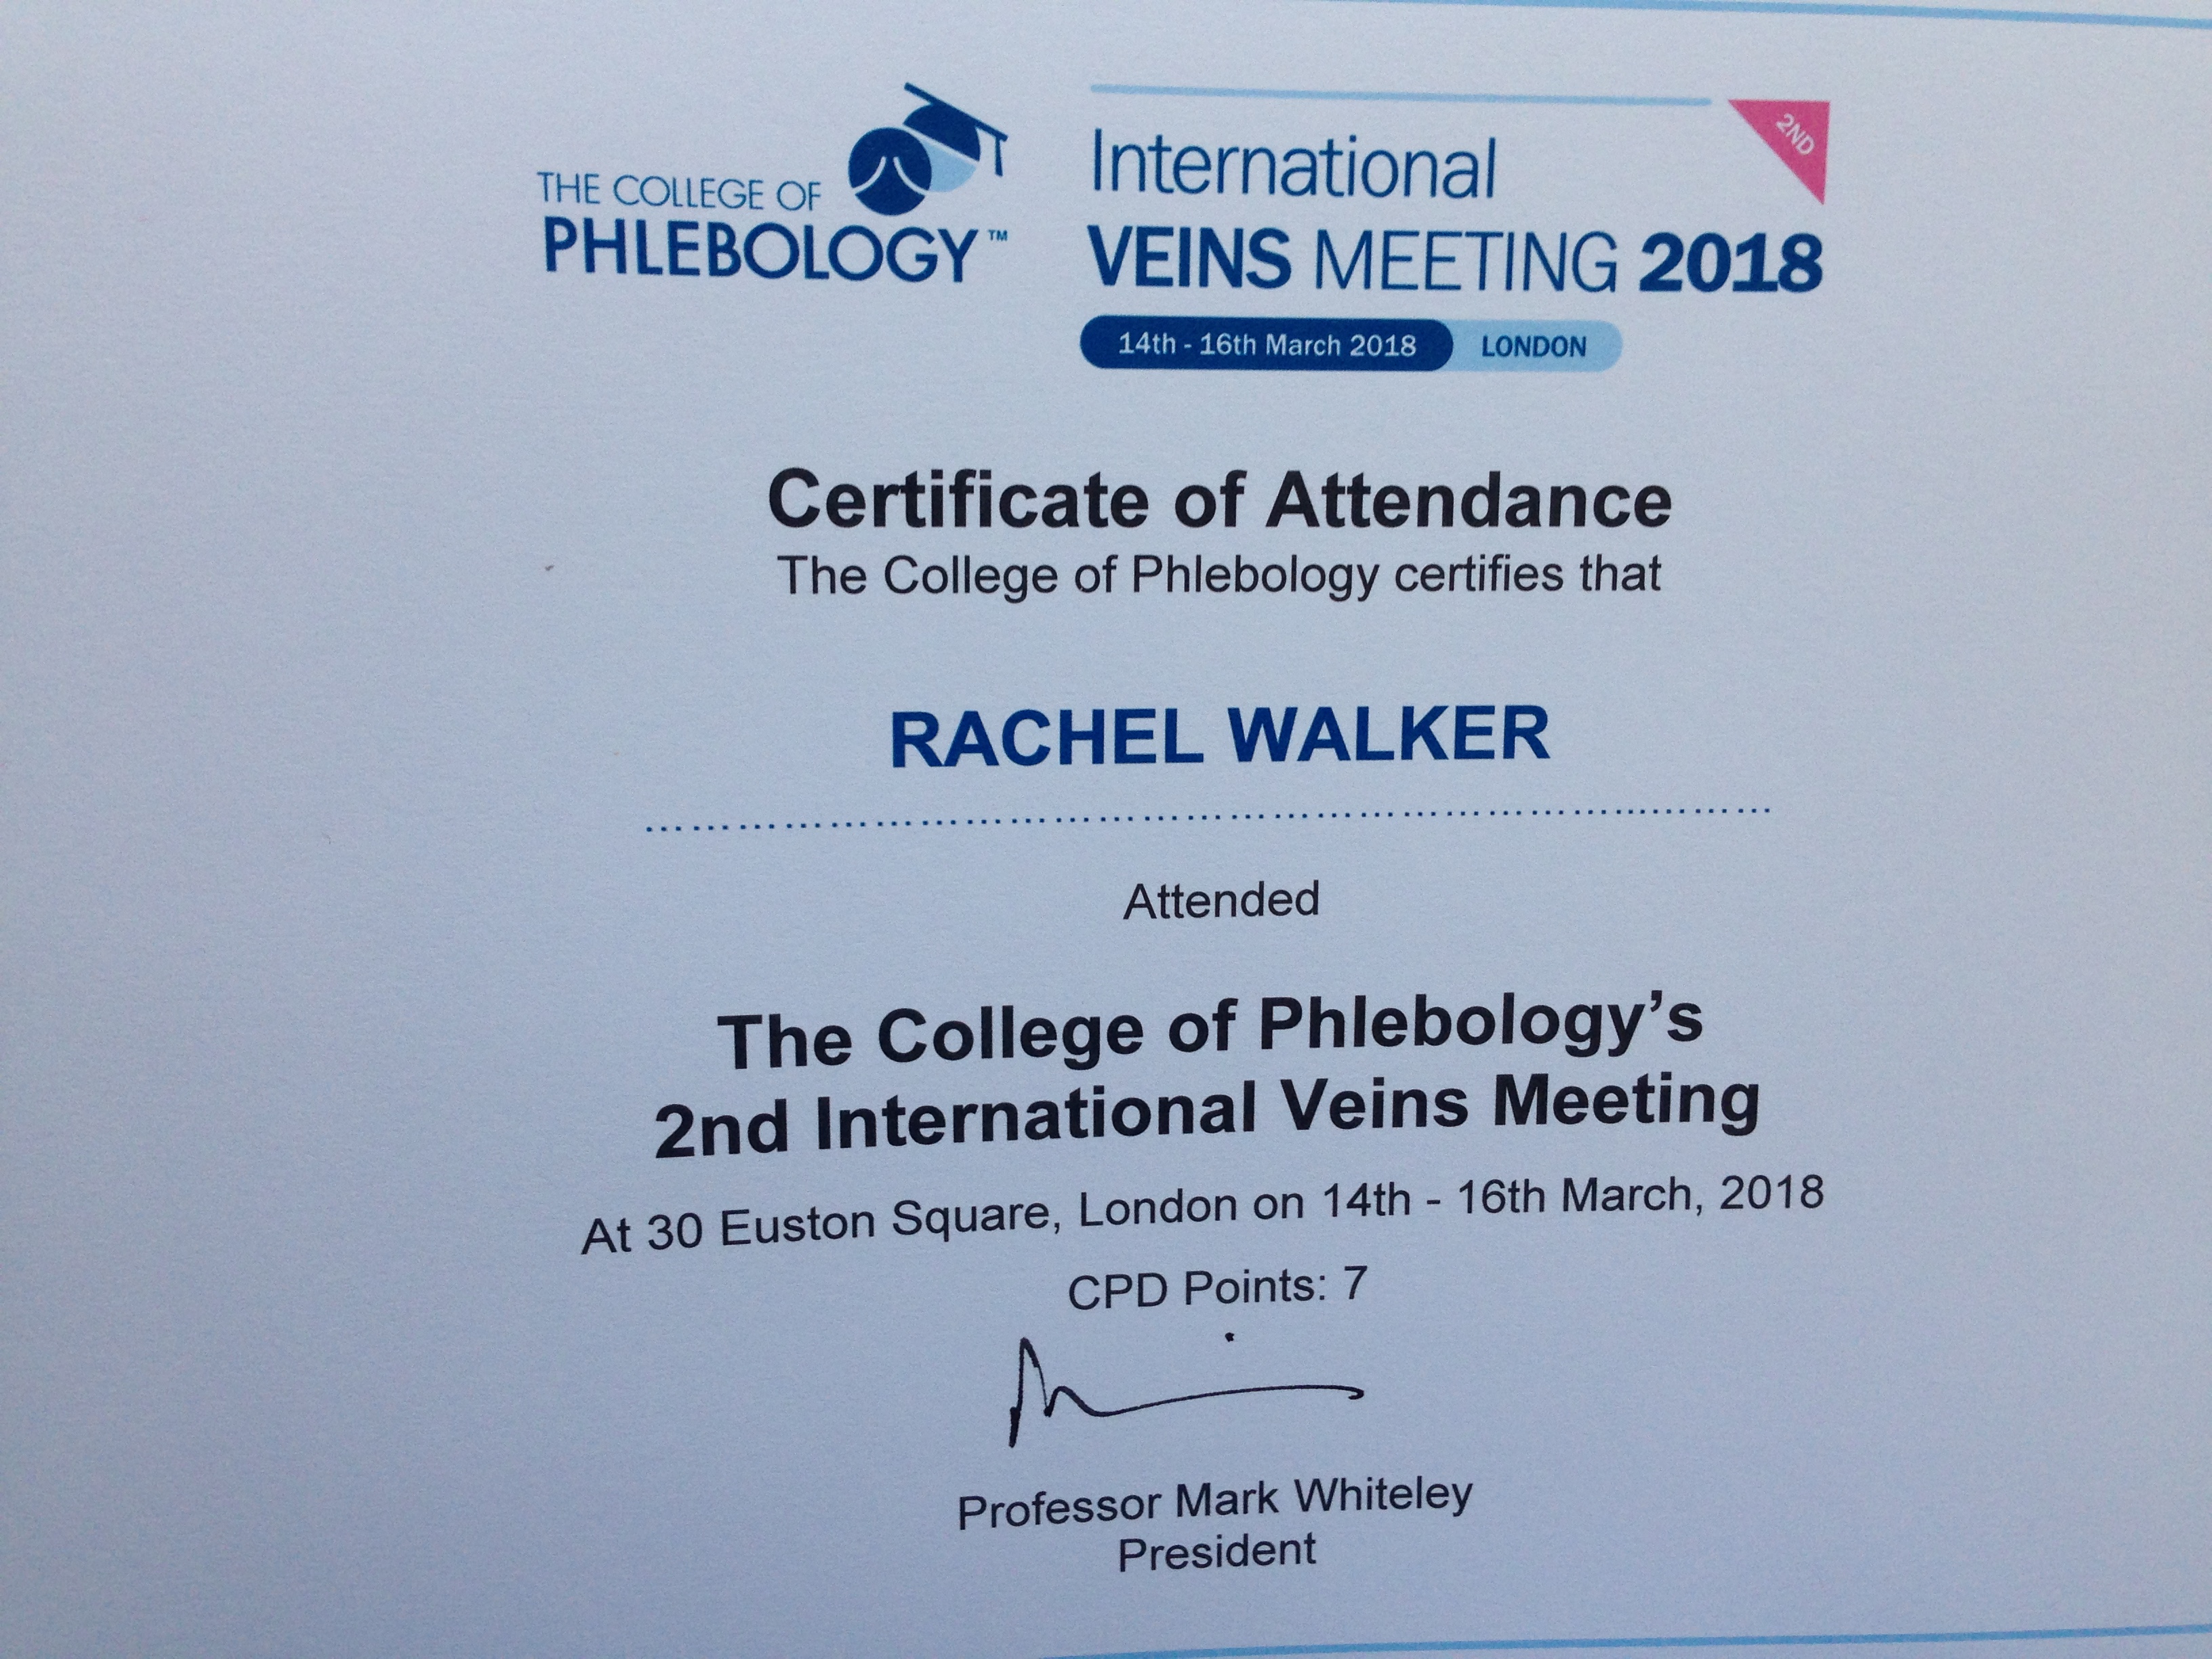 THE COLLEGE OF
PHLEBOLOGY™
International
2ND
VEINS MEETING 2018
14th - 16th March 2018 LONDON
Certificate of Attendance
The College of Phlebology certifies that
RACHEL WALKER
Attended
The College of Phlebology’s
2nd International Veins Meeting
At 30 Euston Square, London on 14th - 16th March, 2018
CPD Points: 7
Professor Mark Whiteley
President